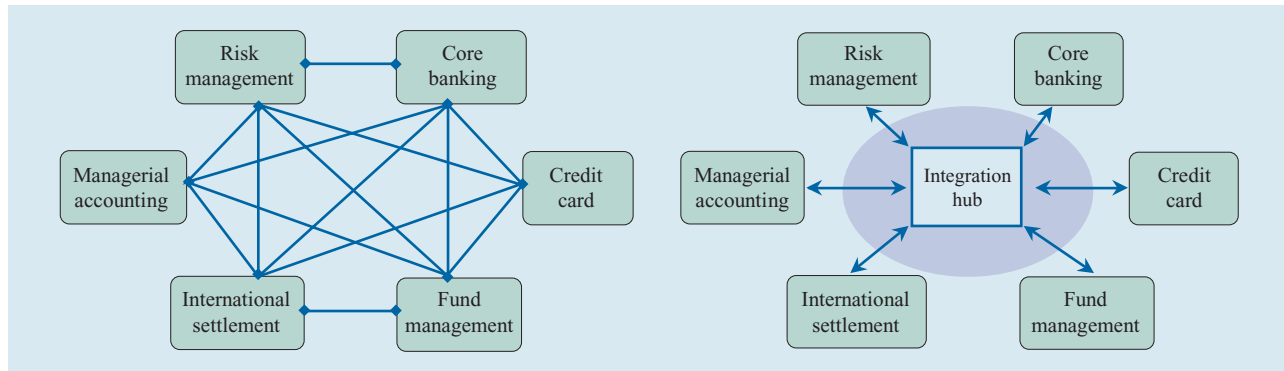 Risk
management
Core
banking
Managerial
accounting
Credit
card
International
settlement
Fund
management
Risk
management
Core
banking
Managerial
accounting
Integration
hub
Credit
card
International
settlement
Fund
management